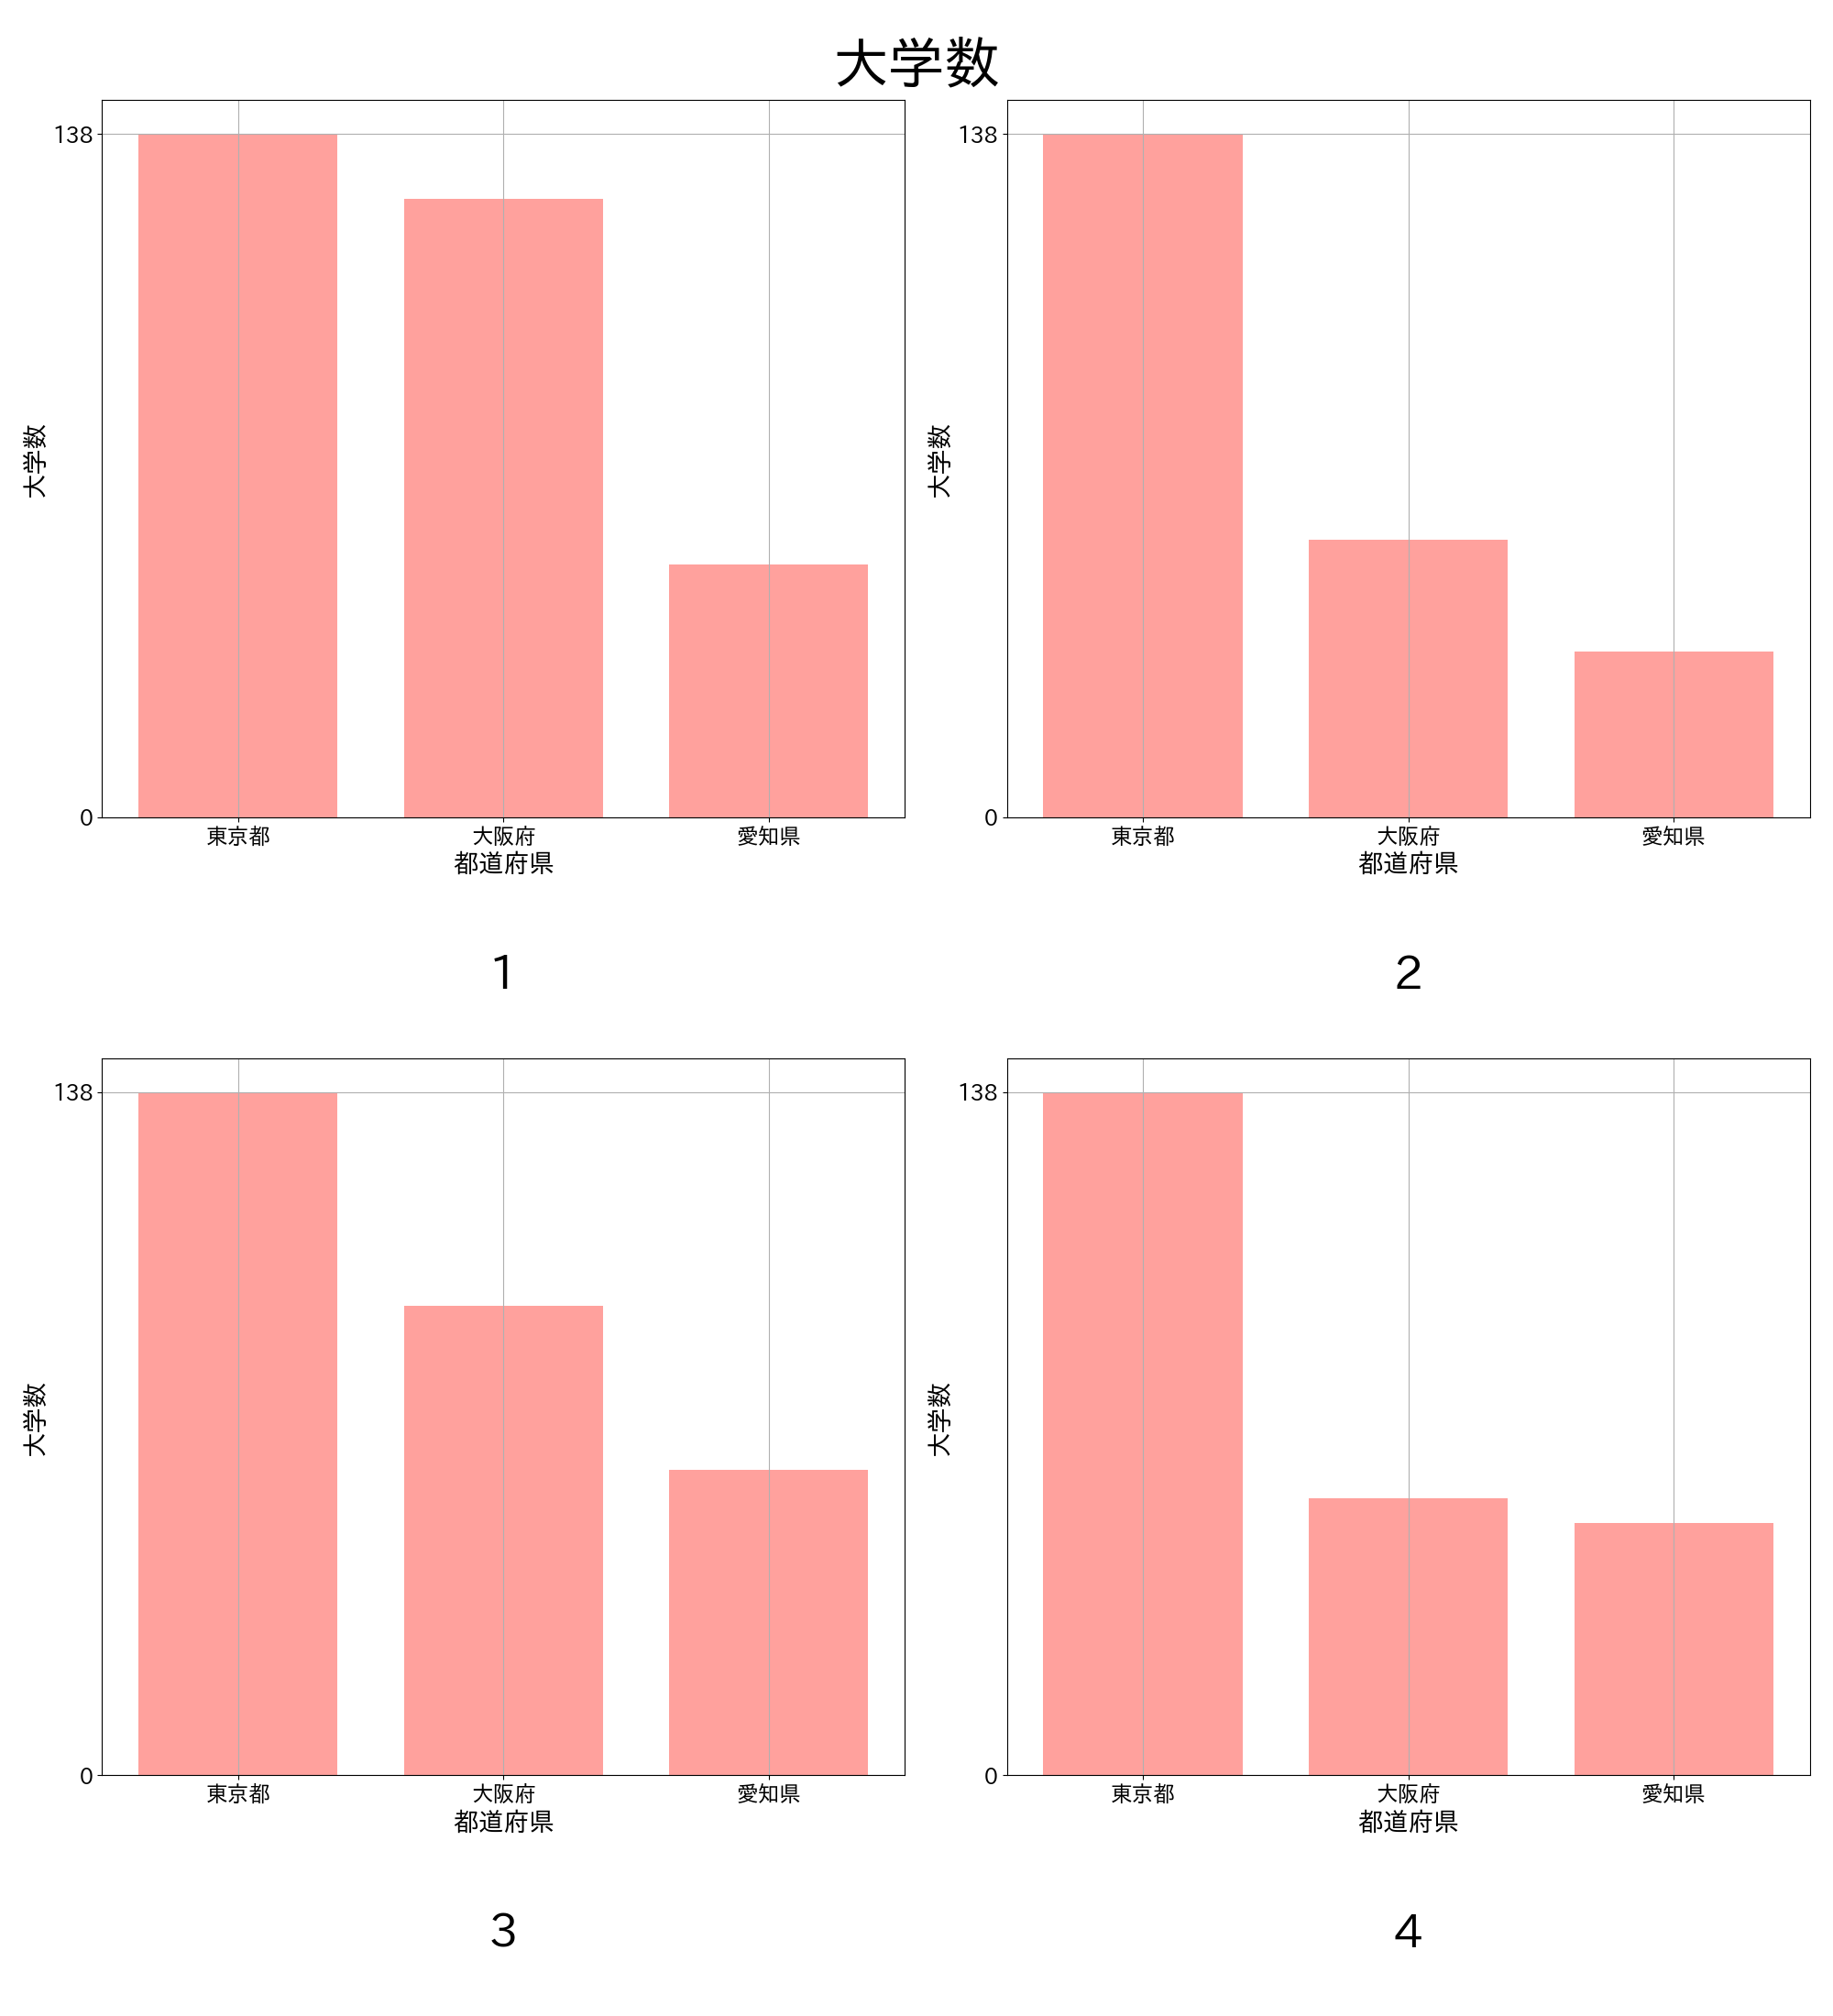 大学数
138
0
大学数
東京都
大阪府
愛知県
都道府県
1
138
0
大学数
東京都
大阪府
愛知県
都道府県
2
138
0
大学数
東京都
大阪府
愛知県
都道府県
3
138
0
大学数
東京都
大阪府
愛知県
都道府県
4